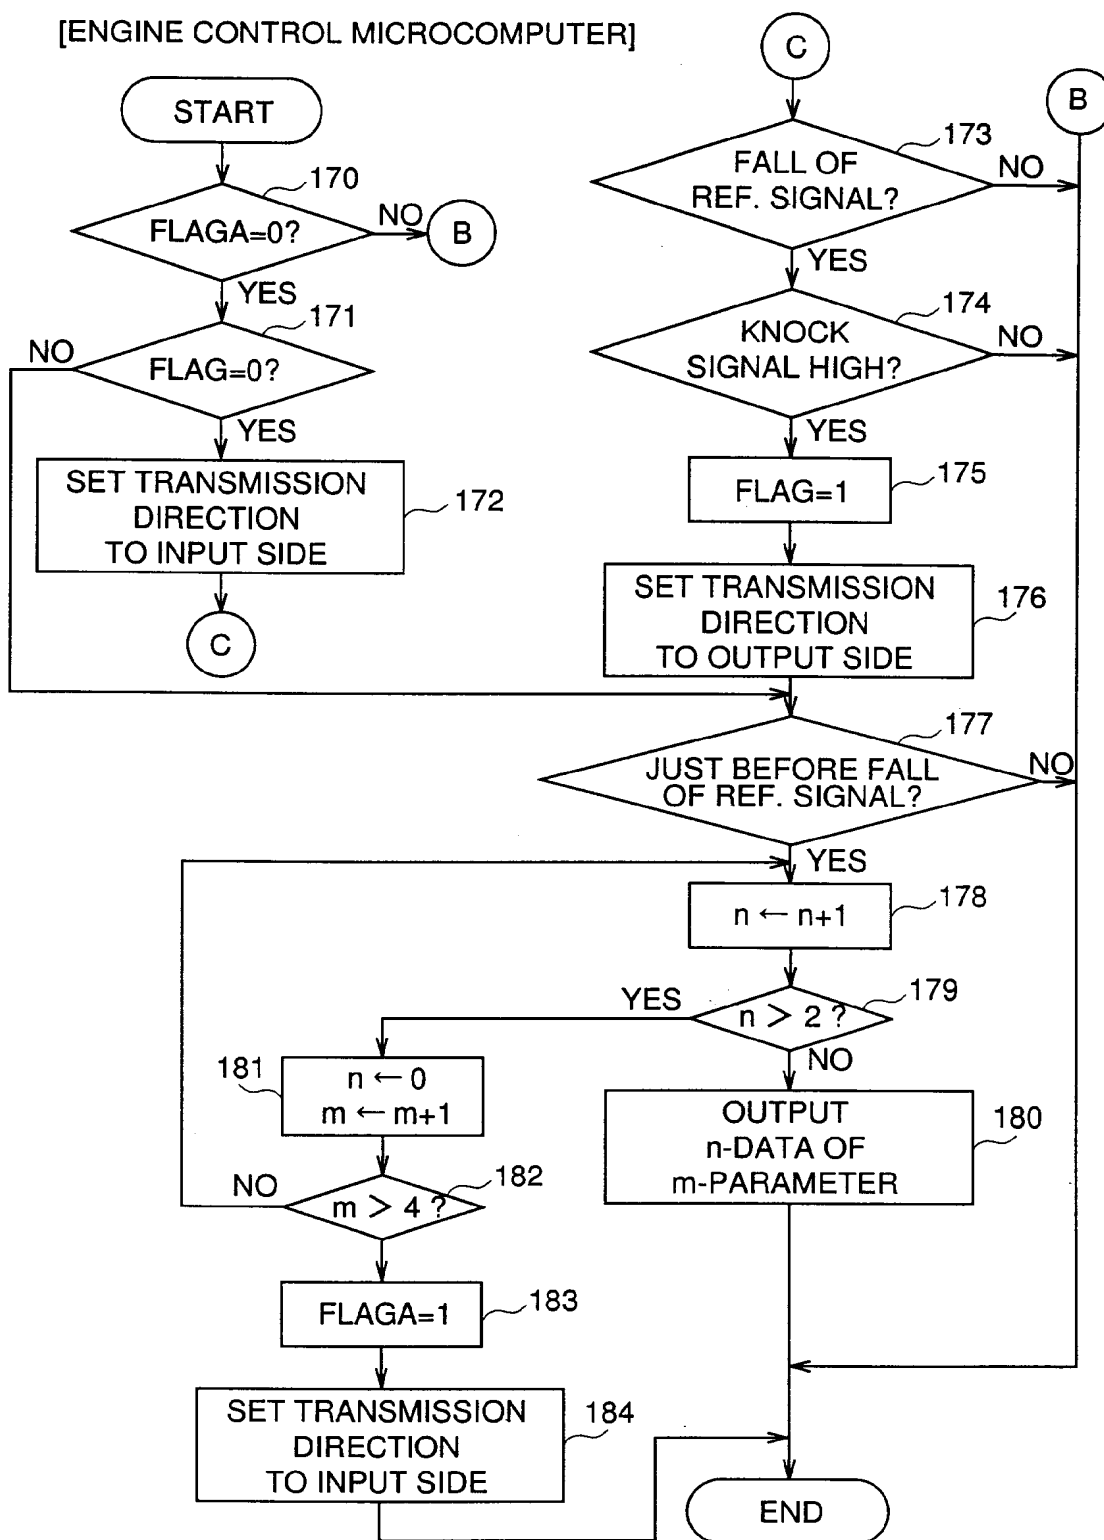 [ENGINE CONTROL MICROCOMPUTER]
START
170
FLAGA=0?
NO
B
YES
171
NO
FLAG=0?
YES
SET TRANSMISSION
DIRECTION
TO INPUT SIDE
172
C
C
B
173
FALL OF
REF. SIGNAL?
NO
YES
174
KNOCK
SIGNAL HIGH?
NO
YES
175
FLAG=1
SET TRANSMISSION
DIRECTION
TO OUTPUT SIDE
176
177
JUST BEFORE FALL
OF REF. SIGNAL?
NO
YES
178
n ← n+1
179
YES
n > 2 ?
NO
OUTPUT
n-DATA OF
m-PARAMETER
180
181
n ← 0
m ← m+1
182
NO
m > 4 ?
FLAGA=1
183
SET TRANSMISSION
DIRECTION
TO INPUT SIDE
184
END